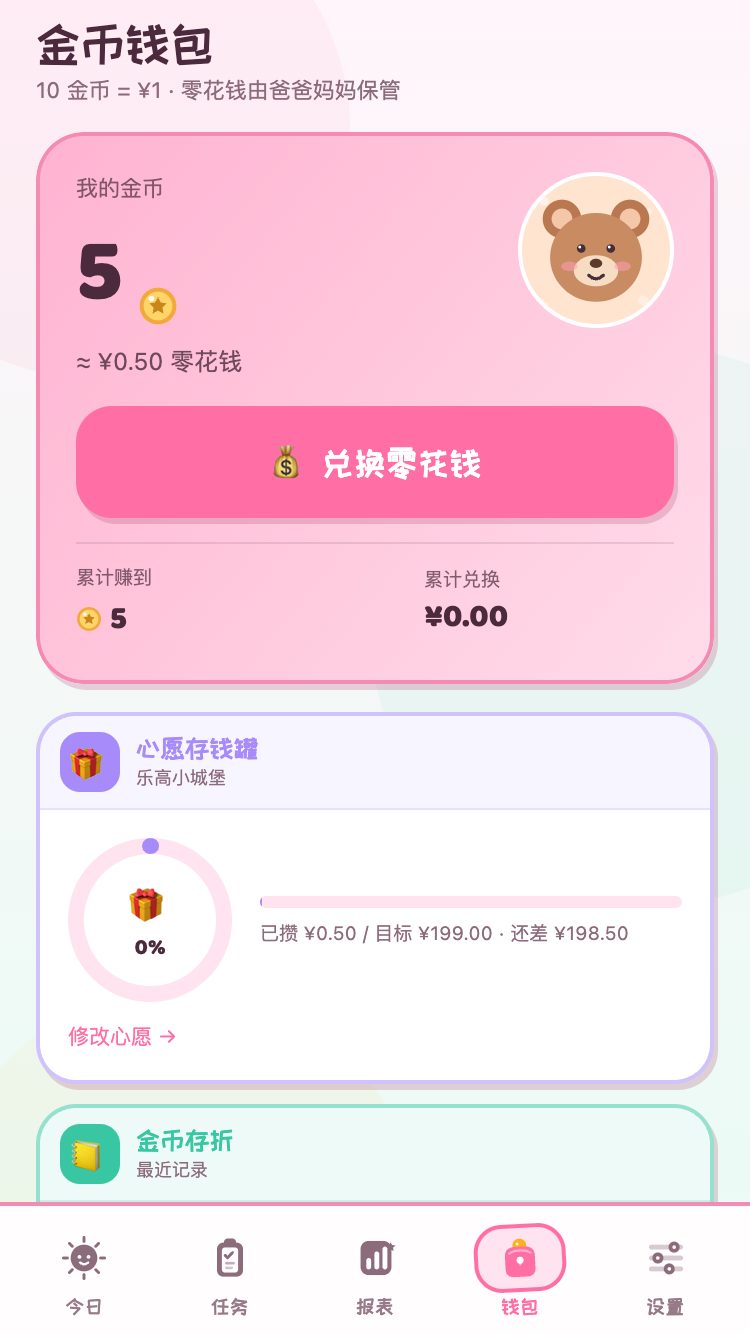 金币钱包
10 金币 = ¥1 · 零花钱由爸爸妈妈保管
我的金币
5
≈ ¥0.50 零花钱
兑换零花钱
累计赚到
5
累计兑换
¥0.00
心愿存钱罐
乐高小城堡
0%
已攒 ¥0.50 / 目标 ¥199.00 · 还差 ¥198.50
修改心愿 →
金币存折
最近记录
今日
任务
报表
钱包
设置